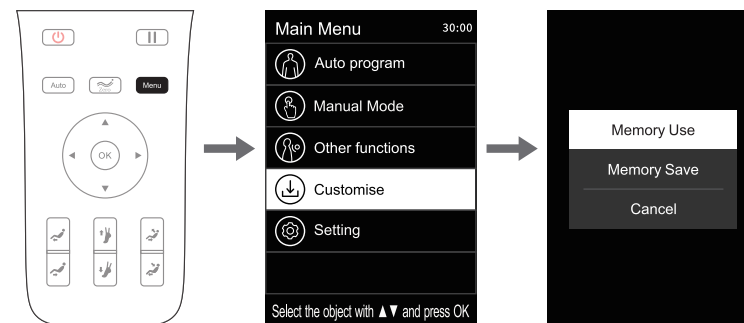 Auto
Menu
OK
Main Menu 30:00
Auto program
Manual Mode
Other functions
Customise
Setting
Select the object with ▲▼ and press OK
Memory Use
Memory Save
Cancel